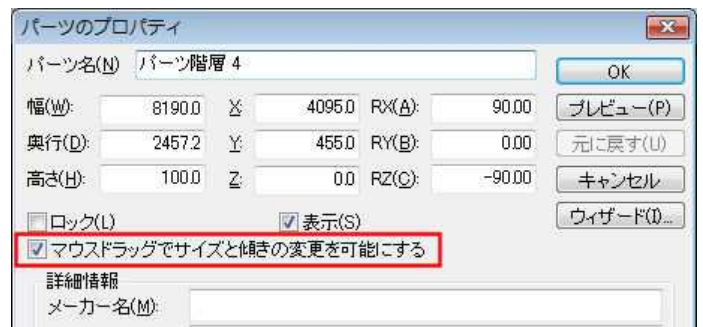 パーツのプロパティ
パーツ名(N) パーツ階層 4 OK
幅(W): 8190.0 X: 4095.0 RX(A): 90.00 プレビュー(P)
奥行(D): 2457.2 Y: 455.0 RY(B): 0.00 元に戻す(U)
高さ(H): 100.0 Z: 0.0 RZ(C): -90.00 キャンセル
ロック(L) 表示(S) ウィザード(I)...
マウスドラッグでサイズと傾きの変更を可能にする
詳細情報
メーカー名(M):